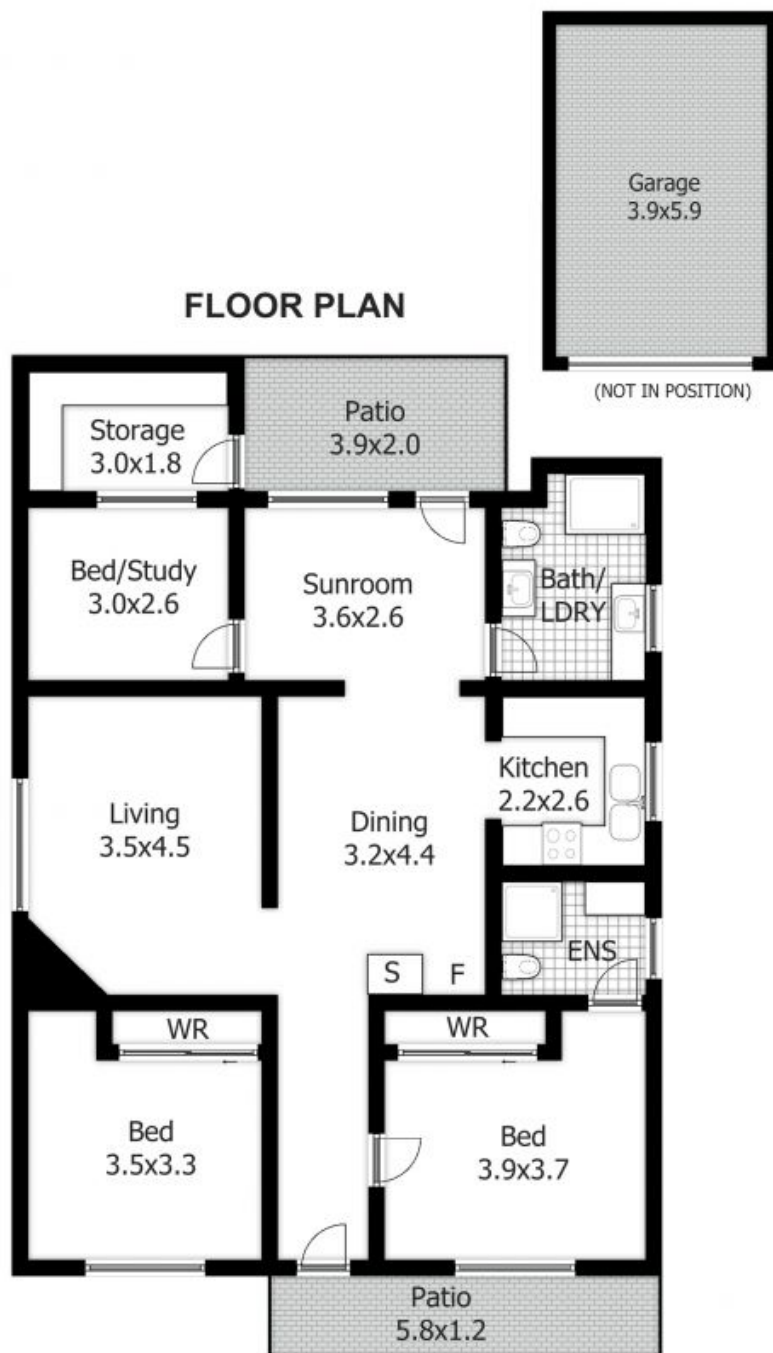 Garage
3.9x5.9
(NOT IN POSITION)
FLOOR PLAN
Storage
3.0x1.8
Patio
3.9x2.0
Bed/Study
3.0x2.6
Sunroom
3.6x2.6
Bath/
LDRY
Living
3.5x4.5
Dining
3.2x4.4
Kitchen
2.2x2.6
S
F
ENS
WR
WR
Bed
3.5x3.3
Bed
3.9x3.7
Patio
5.8x1.2